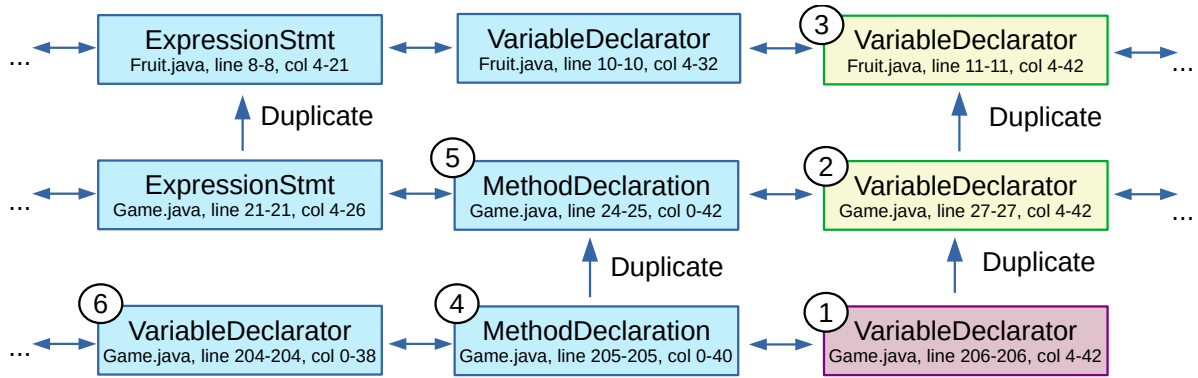 3
ExpressionStmt
Fruit.java, line 8-8, col 4-21
VariableDeclarator
Fruit.java, line 10-10, col 4-32
VariableDeclarator
Fruit.java, line 11-11, col 4-42
...
...
Duplicate
Duplicate
5
2
ExpressionStmt
Game.java, line 21-21, col 4-26
MethodDeclaration
Game.java, line 24-25, col 0-42
VariableDeclarator
Game.java, line 27-27, col 4-42
...
...
Duplicate
Duplicate
6
4
1
VariableDeclarator
Game.java, line 204-204, col 0-38
MethodDeclaration
Game.java, line 205-205, col 0-40
VariableDeclarator
Game.java, line 206-206, col 4-42
...